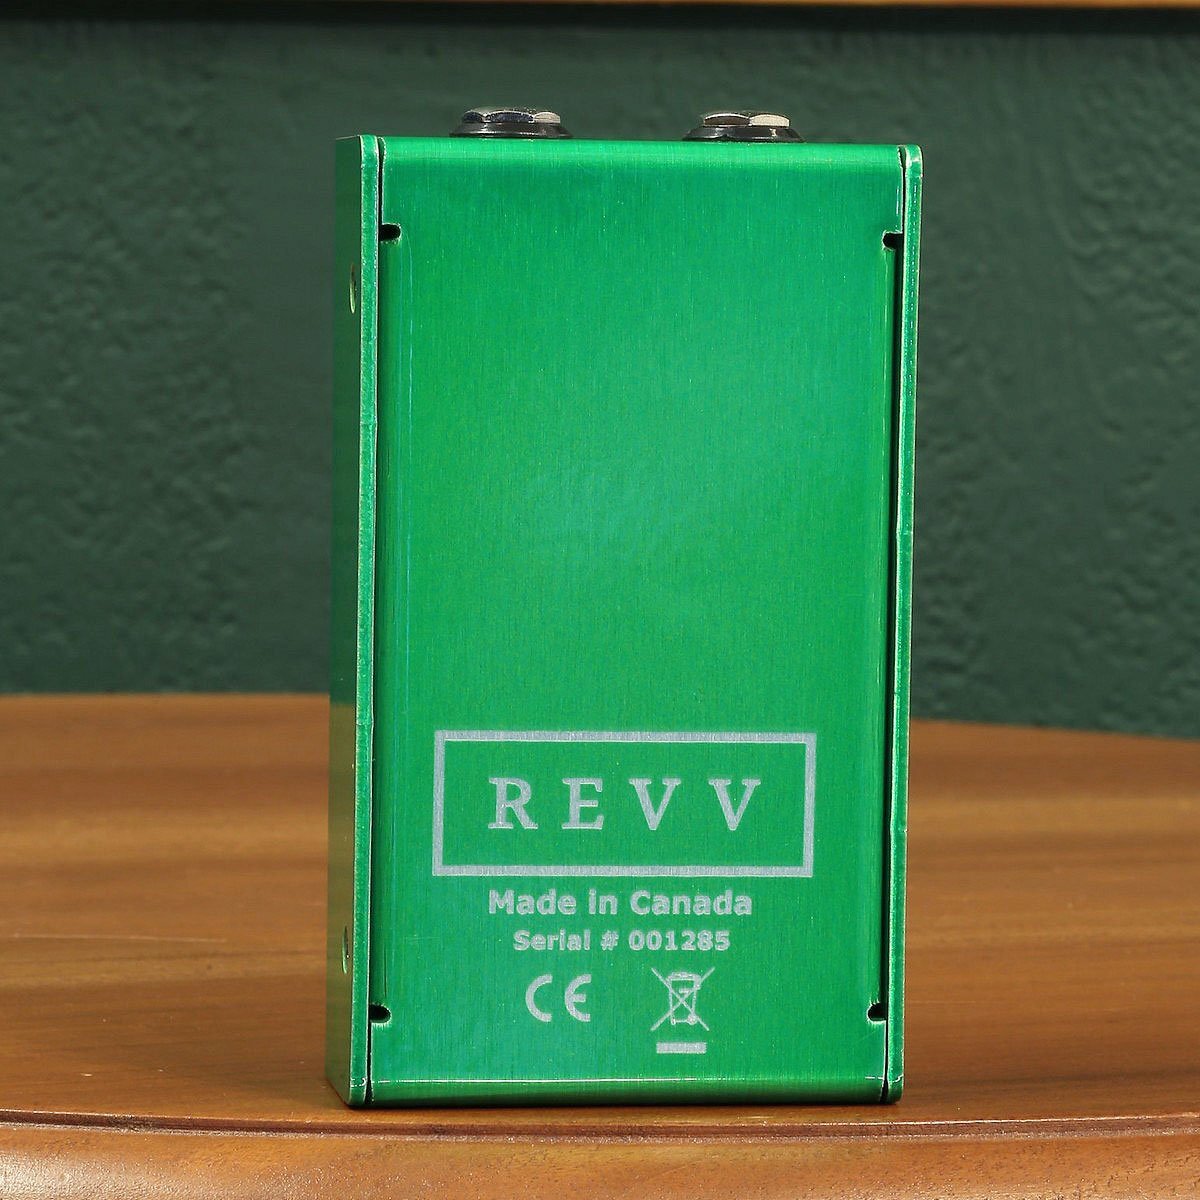 REVV
Made in Canada
Serial # 001285
CE